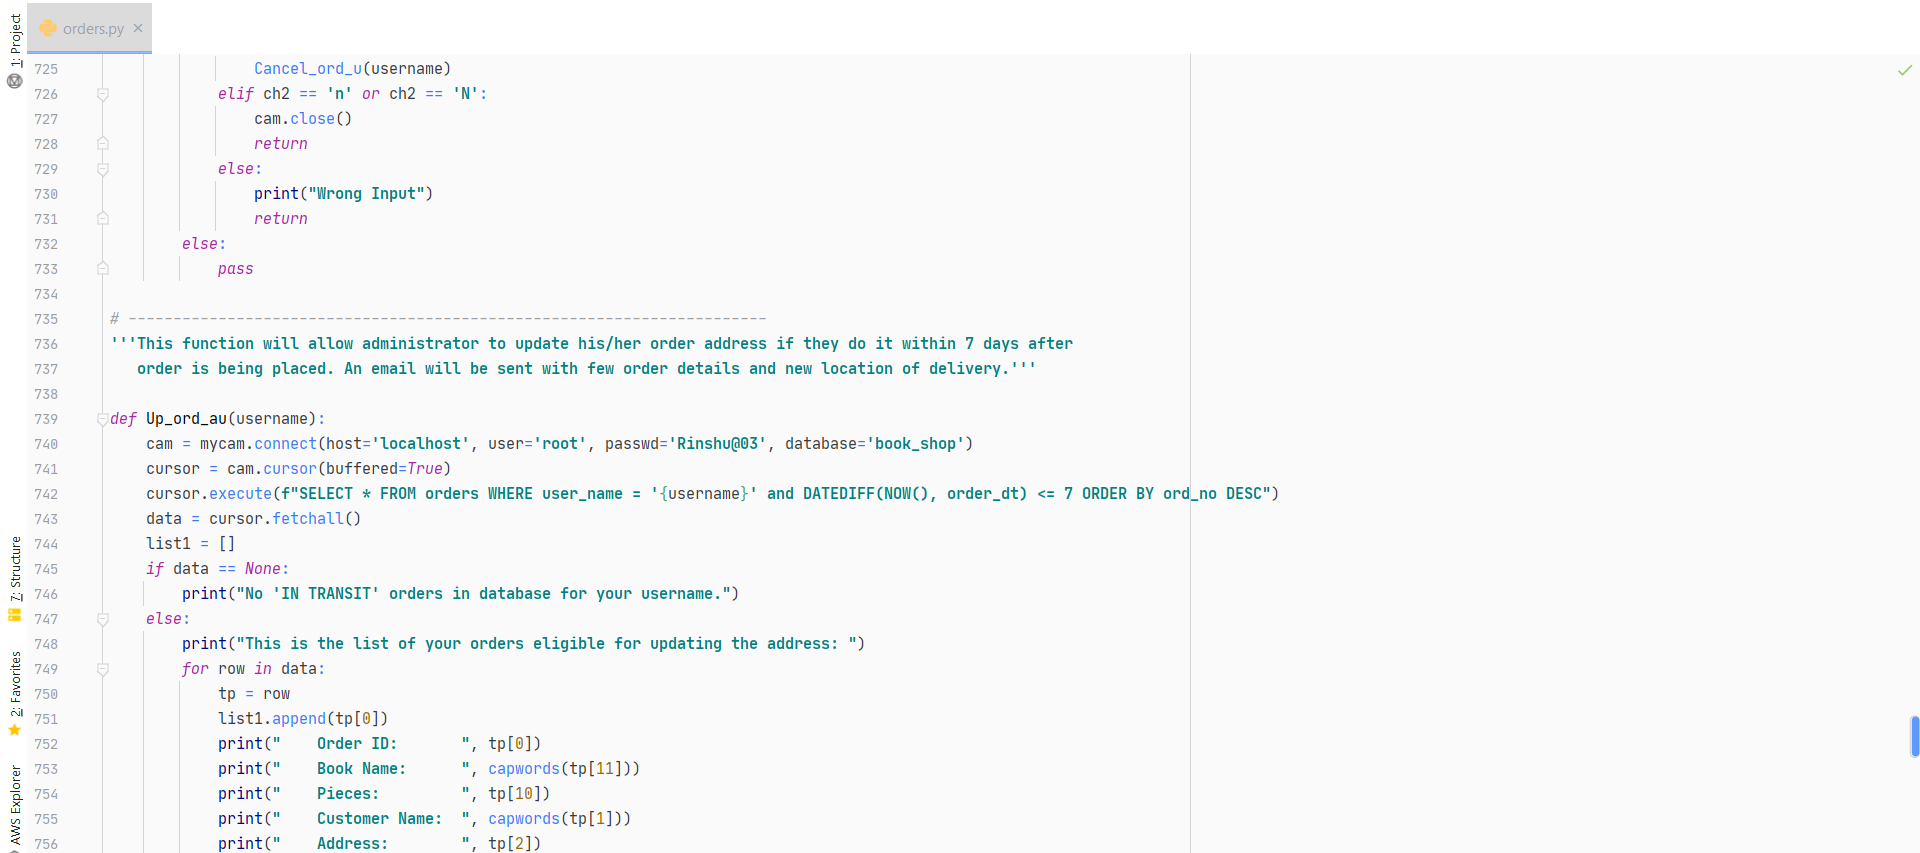 1: Project
orders.py
725 Cancel_ord_u(username)
726 elif ch2 == 'n' or ch2 == 'N':
727 cam.close()
728 return
729 else:
730 print("Wrong Input")
731 return
732 else:
733 pass
734
735 # -----------------------------------------------------------------------
736 '''This function will allow administrator to update his/her order address if they do it within 7 days after
737 order is being placed. An email will be sent with few order details and new location of delivery.'''
738
739 def Up_ord_au(username):
740 cam = mycam.connect(host='localhost', user='root', passwd='Rinshu@03', database='book_shop')
741 cursor = cam.cursor(buffered=True)
742 cursor.execute(f"SELECT * FROM orders WHERE user_name = '{username}' and DATEDIFF(NOW(), order_dt) <= 7 ORDER BY ord_no DESC")
743 data = cursor.fetchall()
744 list1 = []
745 if data == None:
746 print("No 'IN TRANSIT' orders in database for your username.")
747 else:
748 print("This is the list of your orders eligible for updating the address: ")
749 for row in data:
750 tp = row
751 list1.append(tp[0])
752 print("    Order ID:       ", tp[0])
753 print("    Book Name:      ", capwords(tp[11]))
754 print("    Pieces:         ", tp[10])
755 print("    Customer Name:  ", capwords(tp[1]))
756 print("    Address:        ", tp[2])
7: Structure
2: Favorites
AWS Explorer